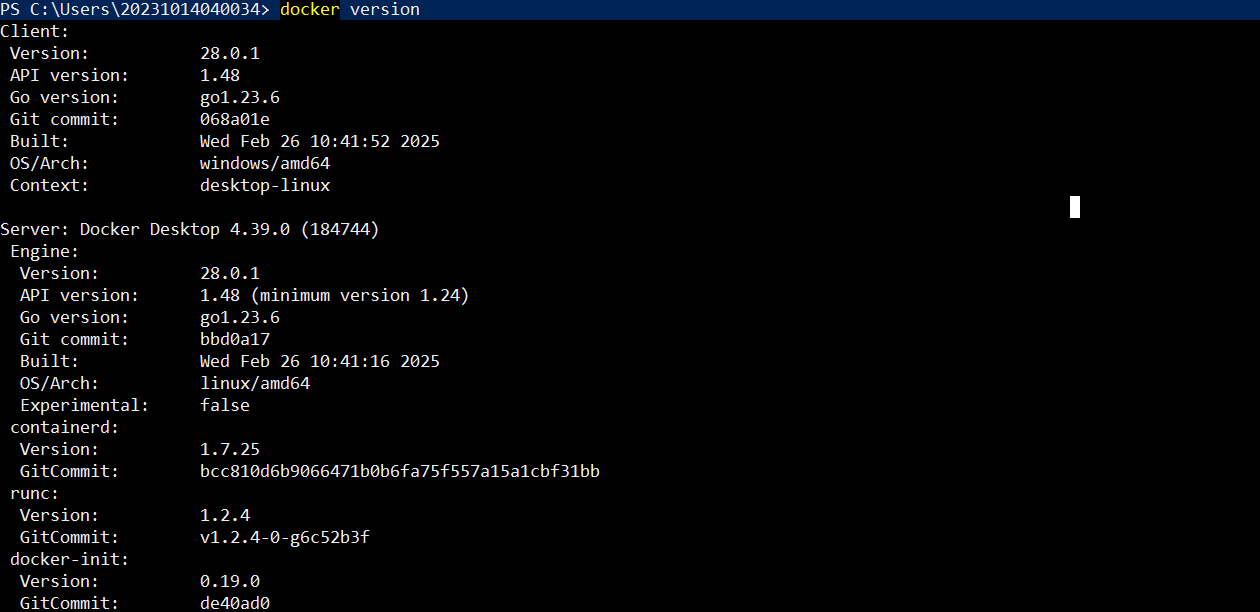 PS C:\Users\20231014040034> docker version
Client:
 Version:           28.0.1
 API version:       1.48
 Go version:        go1.23.6
 Git commit:        068a01e
 Built:             Wed Feb 26 10:41:52 2025
 OS/Arch:           windows/amd64
 Context:           desktop-linux

Server: Docker Desktop 4.39.0 (184744)
 Engine:
  Version:          28.0.1
  API version:      1.48 (minimum version 1.24)
  Go version:       go1.23.6
  Git commit:       bbd0a17
  Built:            Wed Feb 26 10:41:16 2025
  OS/Arch:          linux/amd64
  Experimental:     false
 containerd:
  Version:          1.7.25
  GitCommit:        bcc810d6b9066471b0b6fa75f557a15a1cbf31bb
 runc:
  Version:          1.2.4
  GitCommit:        v1.2.4-0-g6c52b3f
 docker-init:
  Version:          0.19.0
  GitCommit:        de40ad0